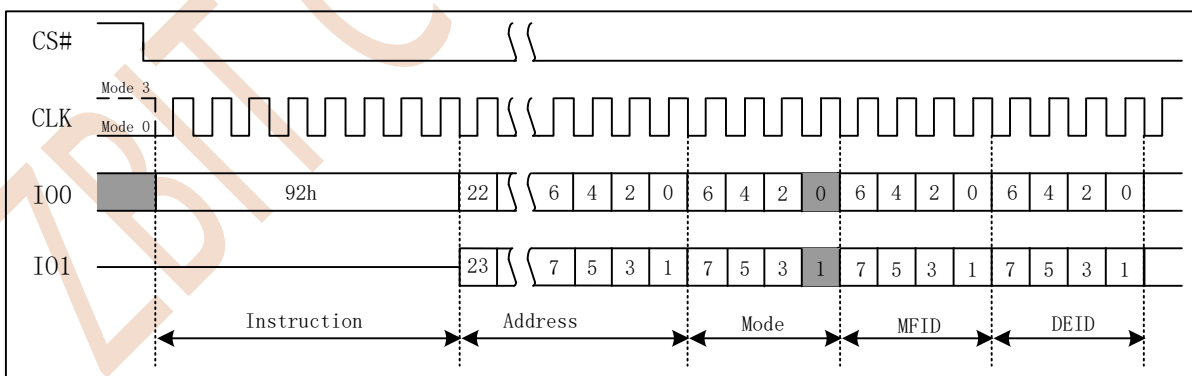 CS#
Mode 3
CLK
Mode 0
IO0 92h 22 6 4 2 0 6 4 2 0 6 4 2 0 6 4 2 0
IO1 23 7 5 3 1 7 5 3 1 7 5 3 1 7 5 3 1
Instruction Address Mode MFID DEID
ZBIT C